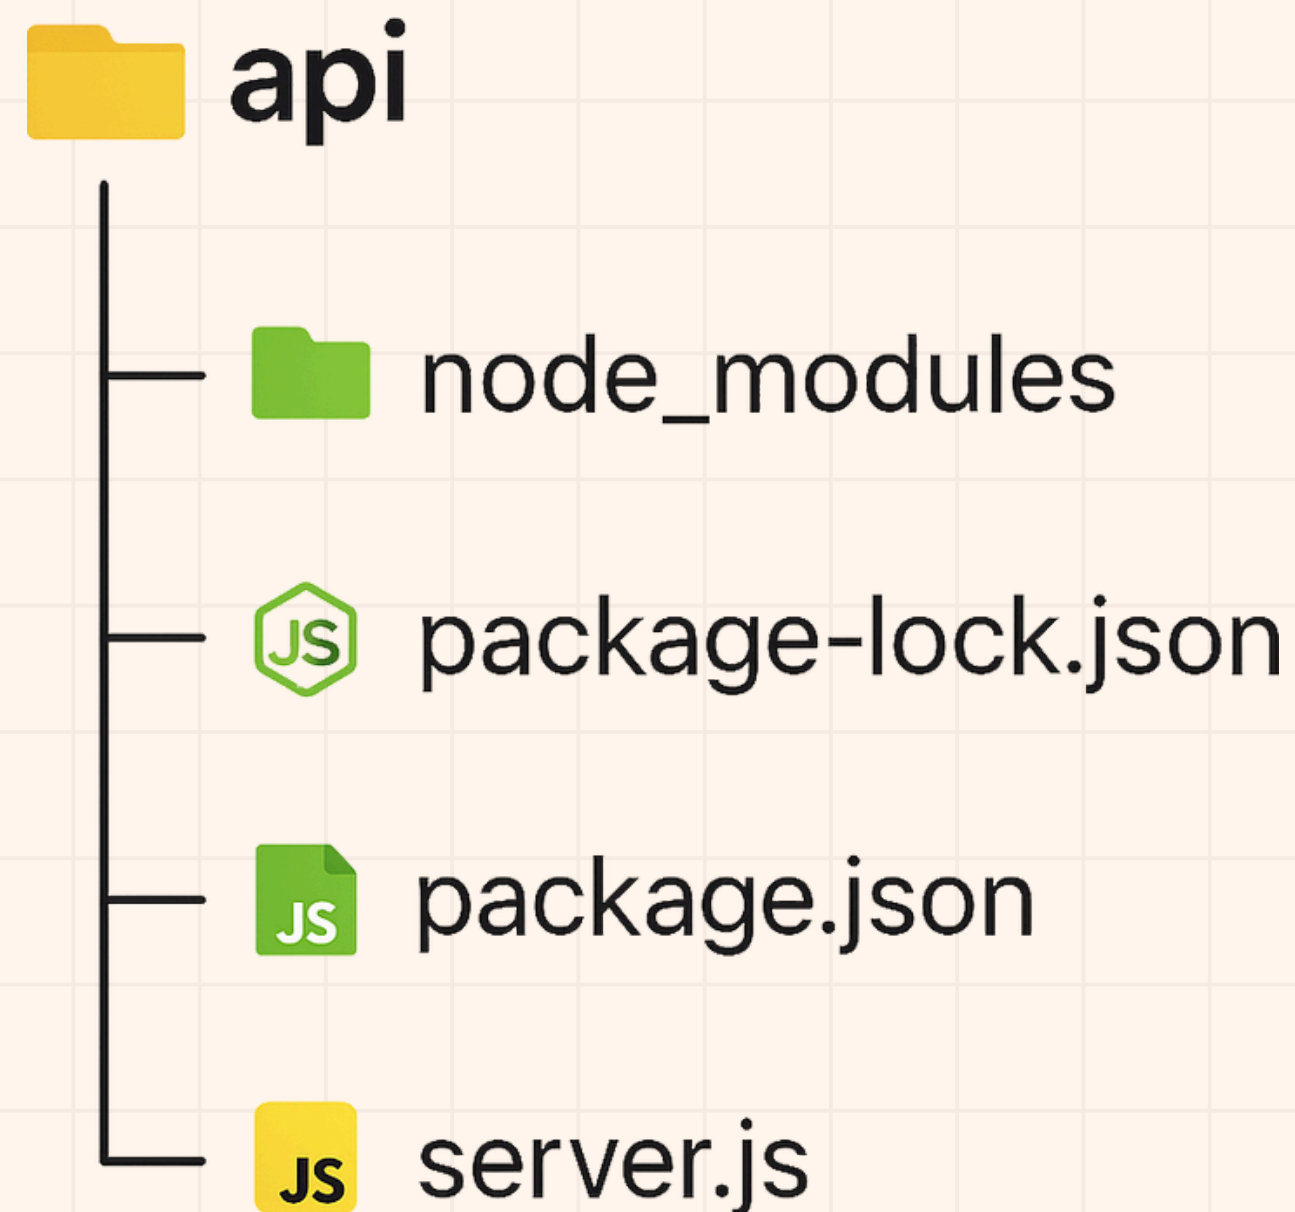 api
node_modules
JS package-lock.json
JS package.json
JS server.js